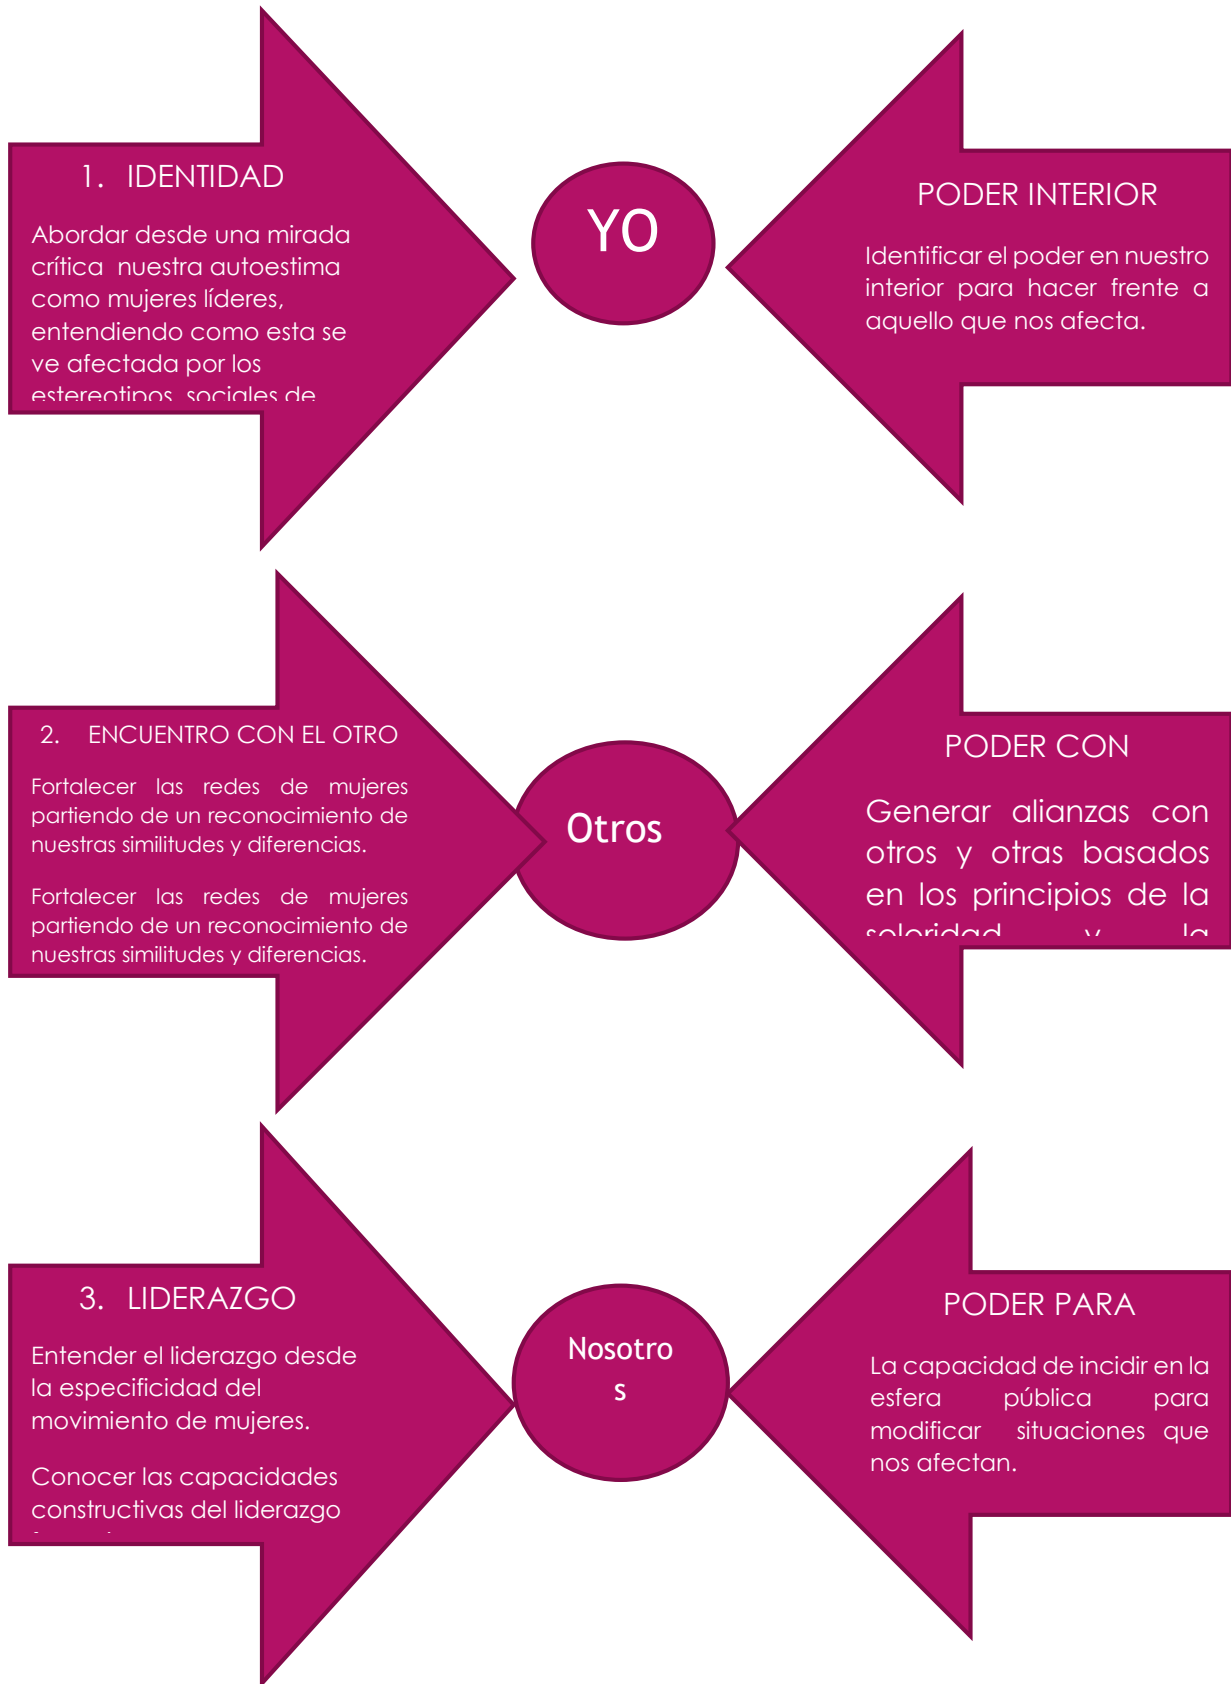 1. IDENTIDAD
Abordar desde una mirada
crítica nuestra autoestima
como mujeres líderes,
entendiendo como esta se
ve afectada por los
estereotipos sociales de
YO
PODER INTERIOR
Identificar el poder en nuestro
interior para hacer frente a
aquello que nos afecta.
2. ENCUENTRO CON EL OTRO
Fortalecer las redes de mujeres
partiendo de un reconocimiento de
nuestras similitudes y diferencias.
Fortalecer las redes de mujeres
partiendo de un reconocimiento de
nuestras similitudes y diferencias.
Otros
PODER CON
Generar alianzas con
otros y otras basados
en los principios de la
soloridad y la
3. LIDERAZGO
Entender el liderazgo desde
la especificidad del
movimiento de mujeres.
Conocer las capacidades
constructivas del liderazgo
Nosotro
s
PODER PARA
La capacidad de incidir en la
esfera pública para
modificar situaciones que
nos afectan.